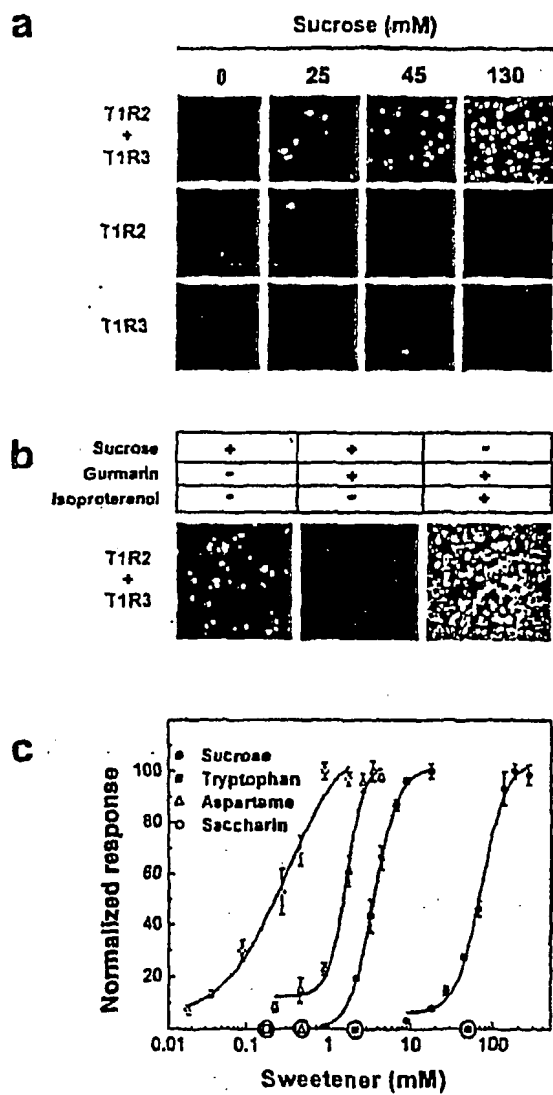 a
Sucrose (mM)
0 25 45 130
T1R2
+
T1R3
T1R2
T1R3
b
Sucrose + + -
Gurmarin - + +
Isoproterenol - - +
T1R2
+
T1R3
c
Normalized response
100
80
60
40
20
Sucrose
Tryptophan
Aspartame
Saccharin
0.01 0.1 1 10 100
Sweetener (mM)